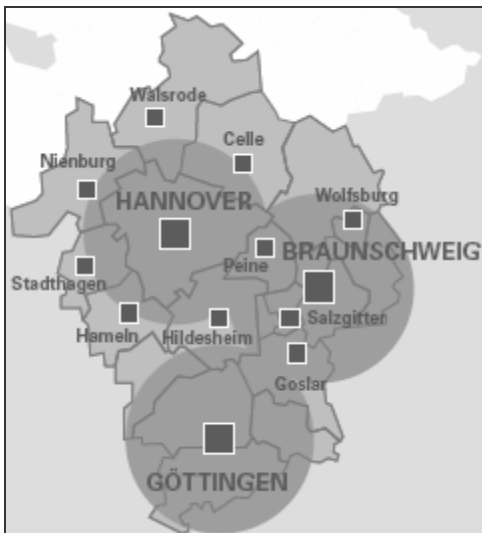 Walsrode
Celle
Nienburg
HANNOVER
Wolfsburg
BRAUNSCHWEIG
Peine
Stadthagen
Salzgitter
Hameln
Hildesheim
Goslar
GÖTTINGEN